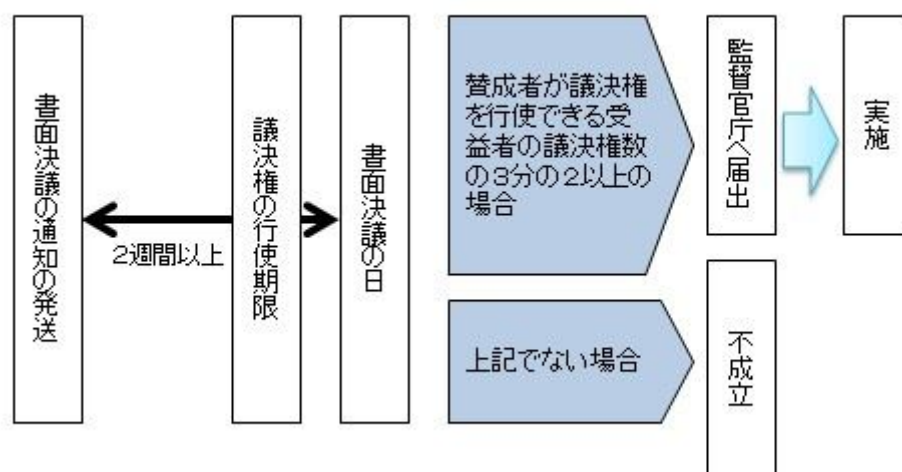 書面決議の通知の発送
2週間以上
議決権の行使期限
書面決議の日
賛成者が議決権
を行使できる受
益者の議決権数
の3分の2以上の
場合
監督官庁へ届出
実施
上記でない場合
不成立